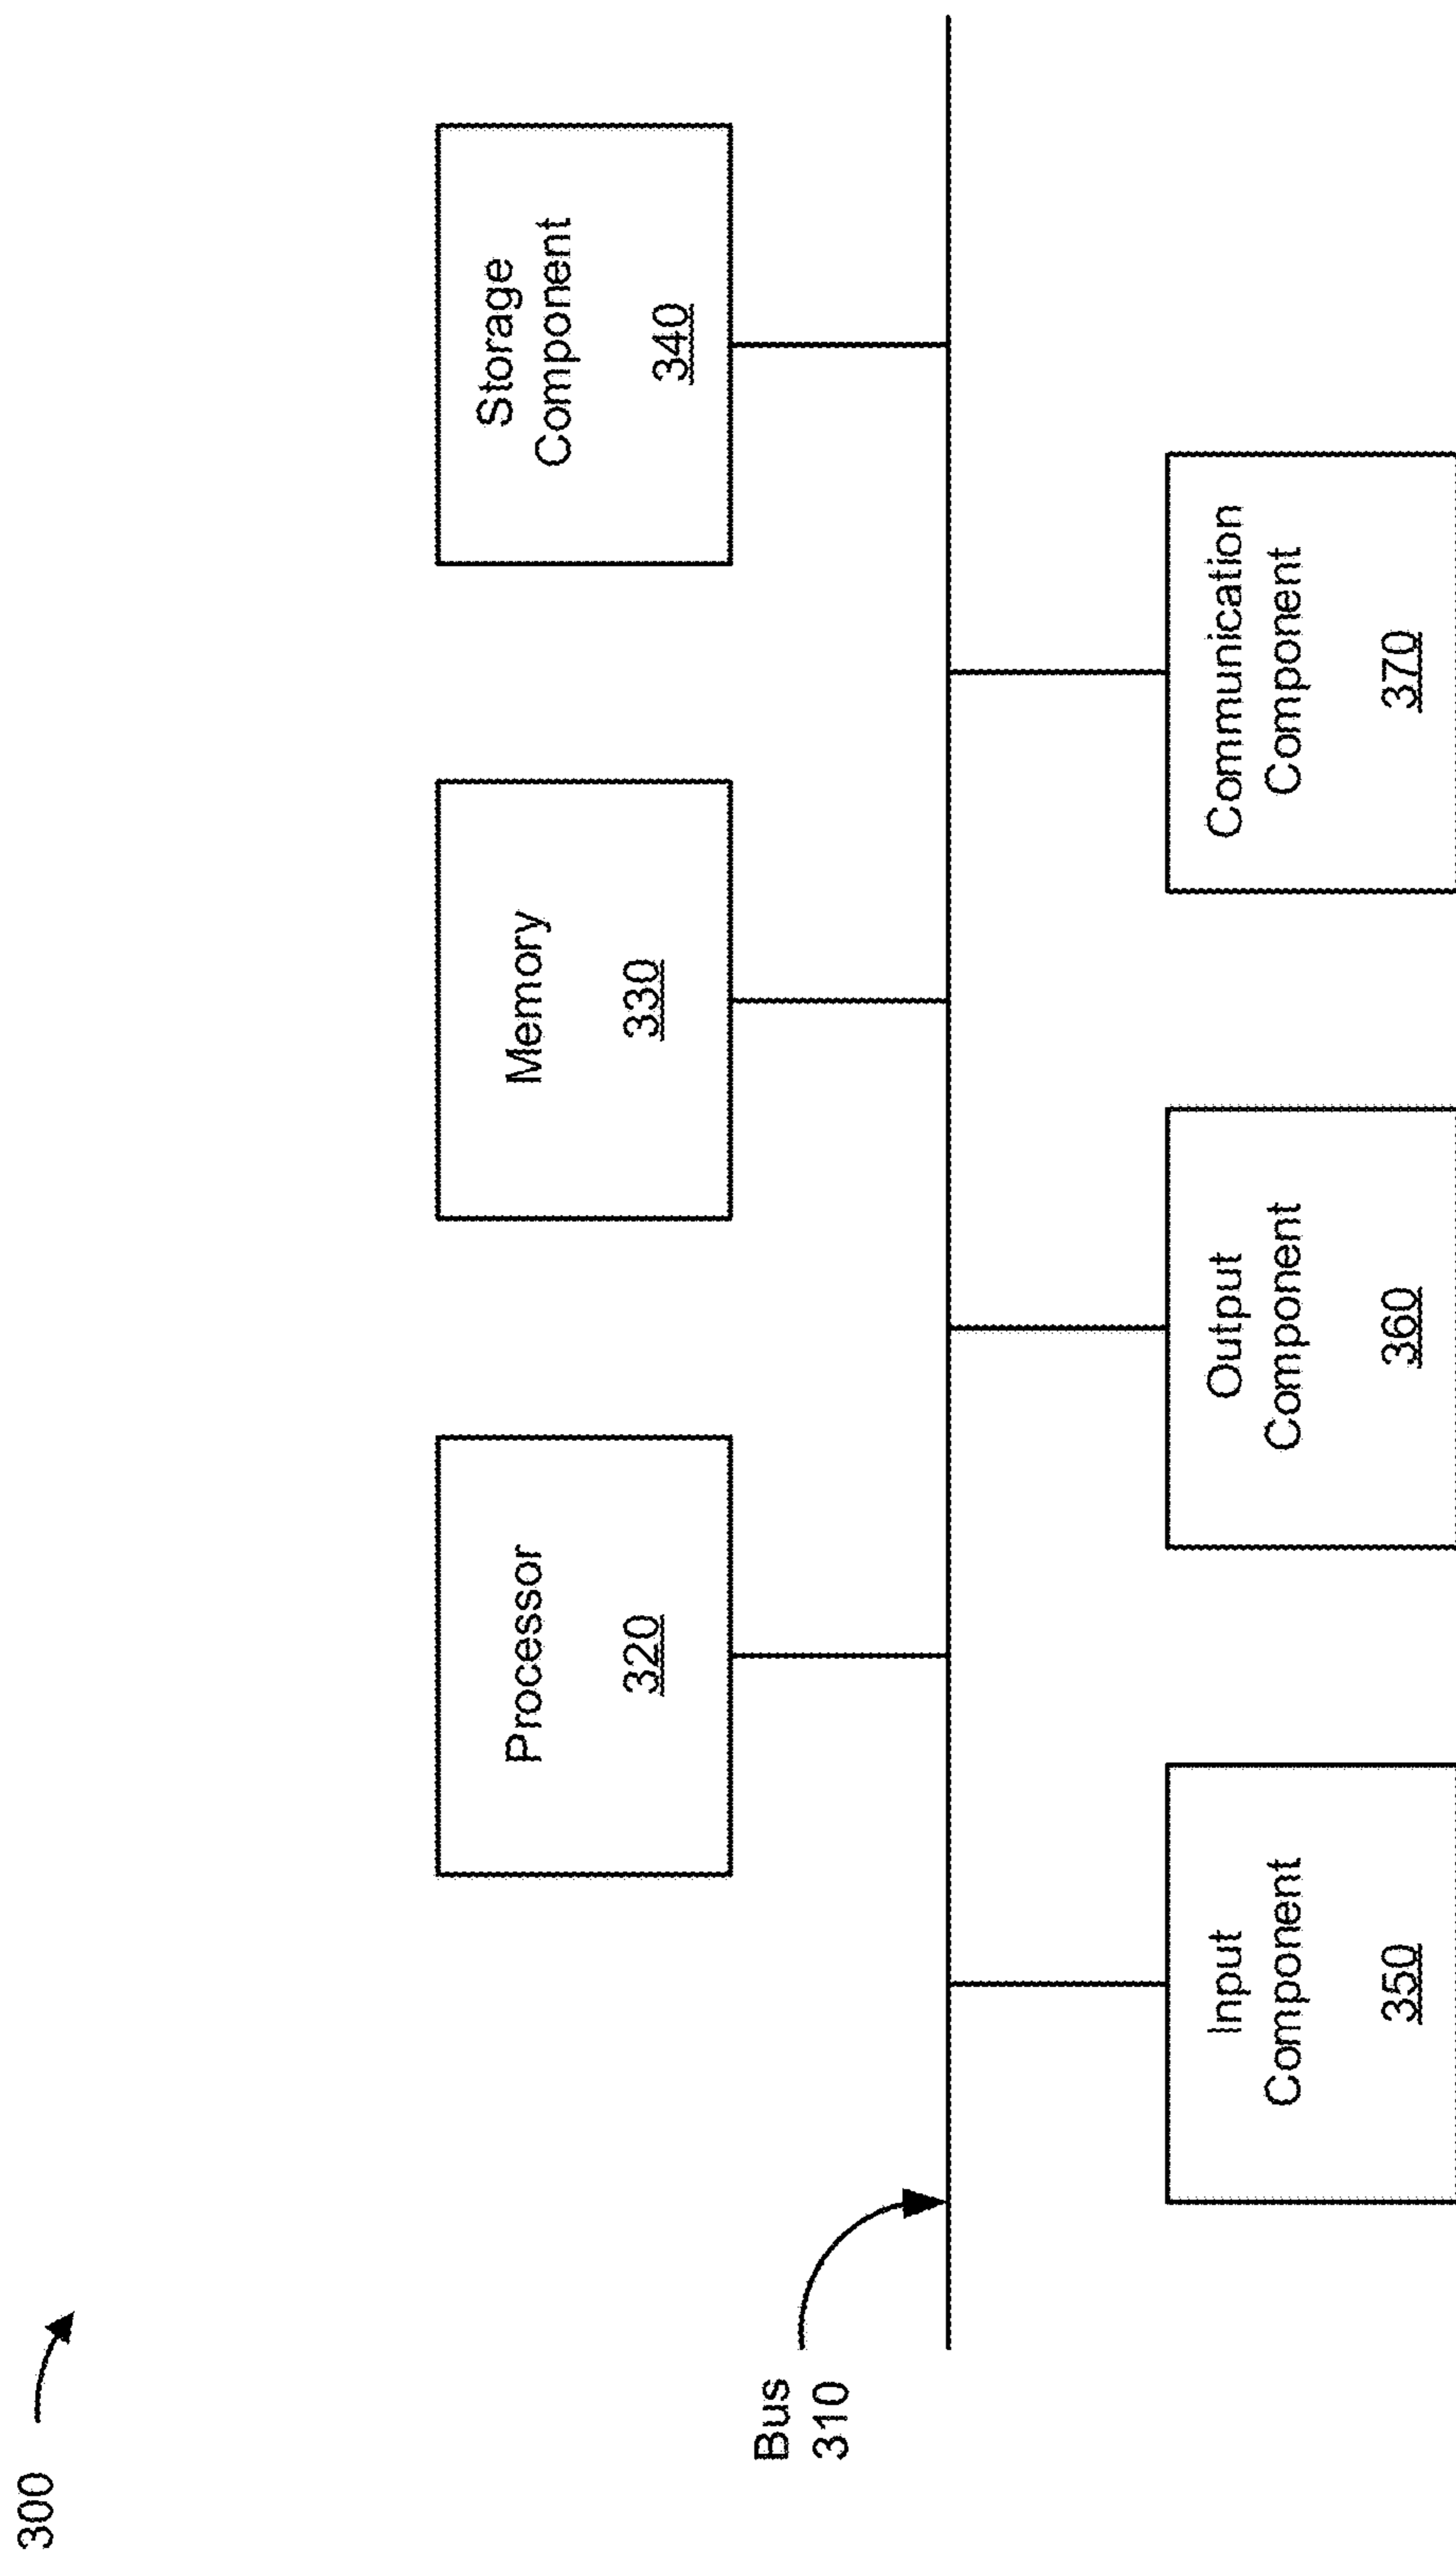 300
Processor
320
Memory
330
Storage
Component
340
Bus
310
Input
Component
350
Output
Component
360
Communication
Component
370